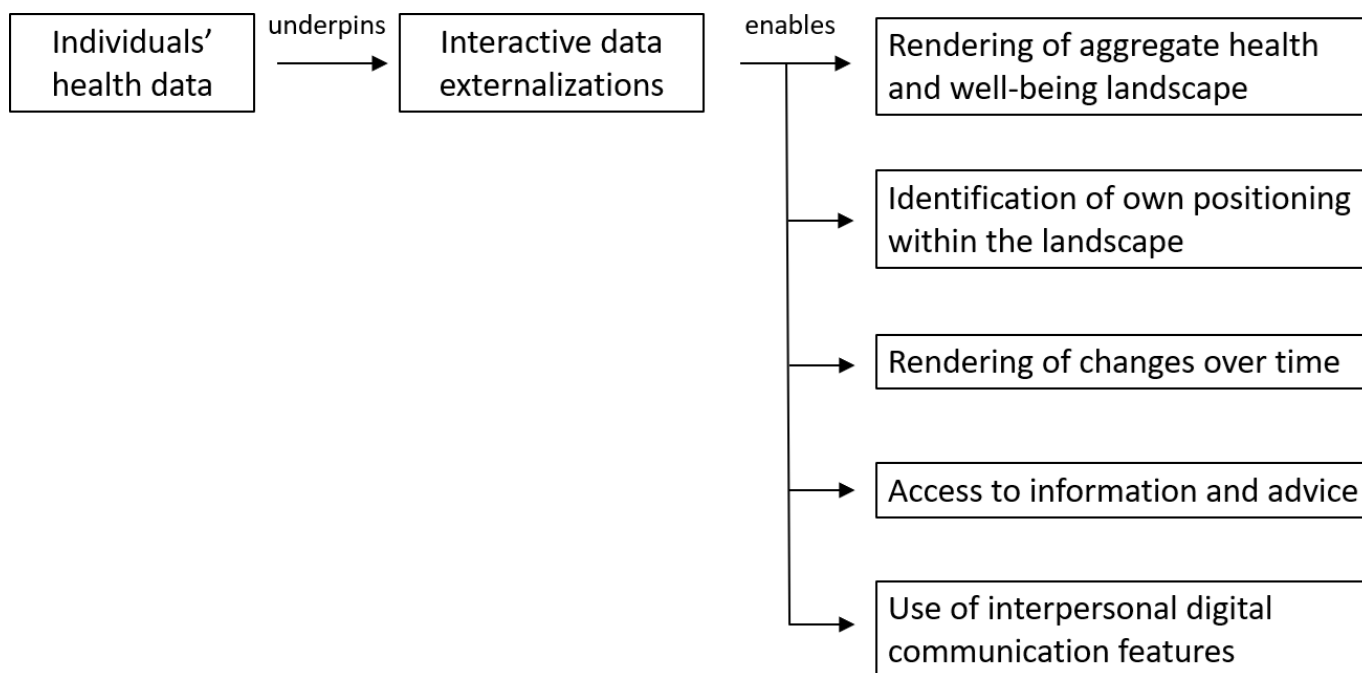 Individuals’
health data
underpins
Interactive data
externalizations
enables
Rendering of aggregate health
and well-being landscape
Identification of own positioning
within the landscape
Rendering of changes over time
Access to information and advice
Use of interpersonal digital
communication features